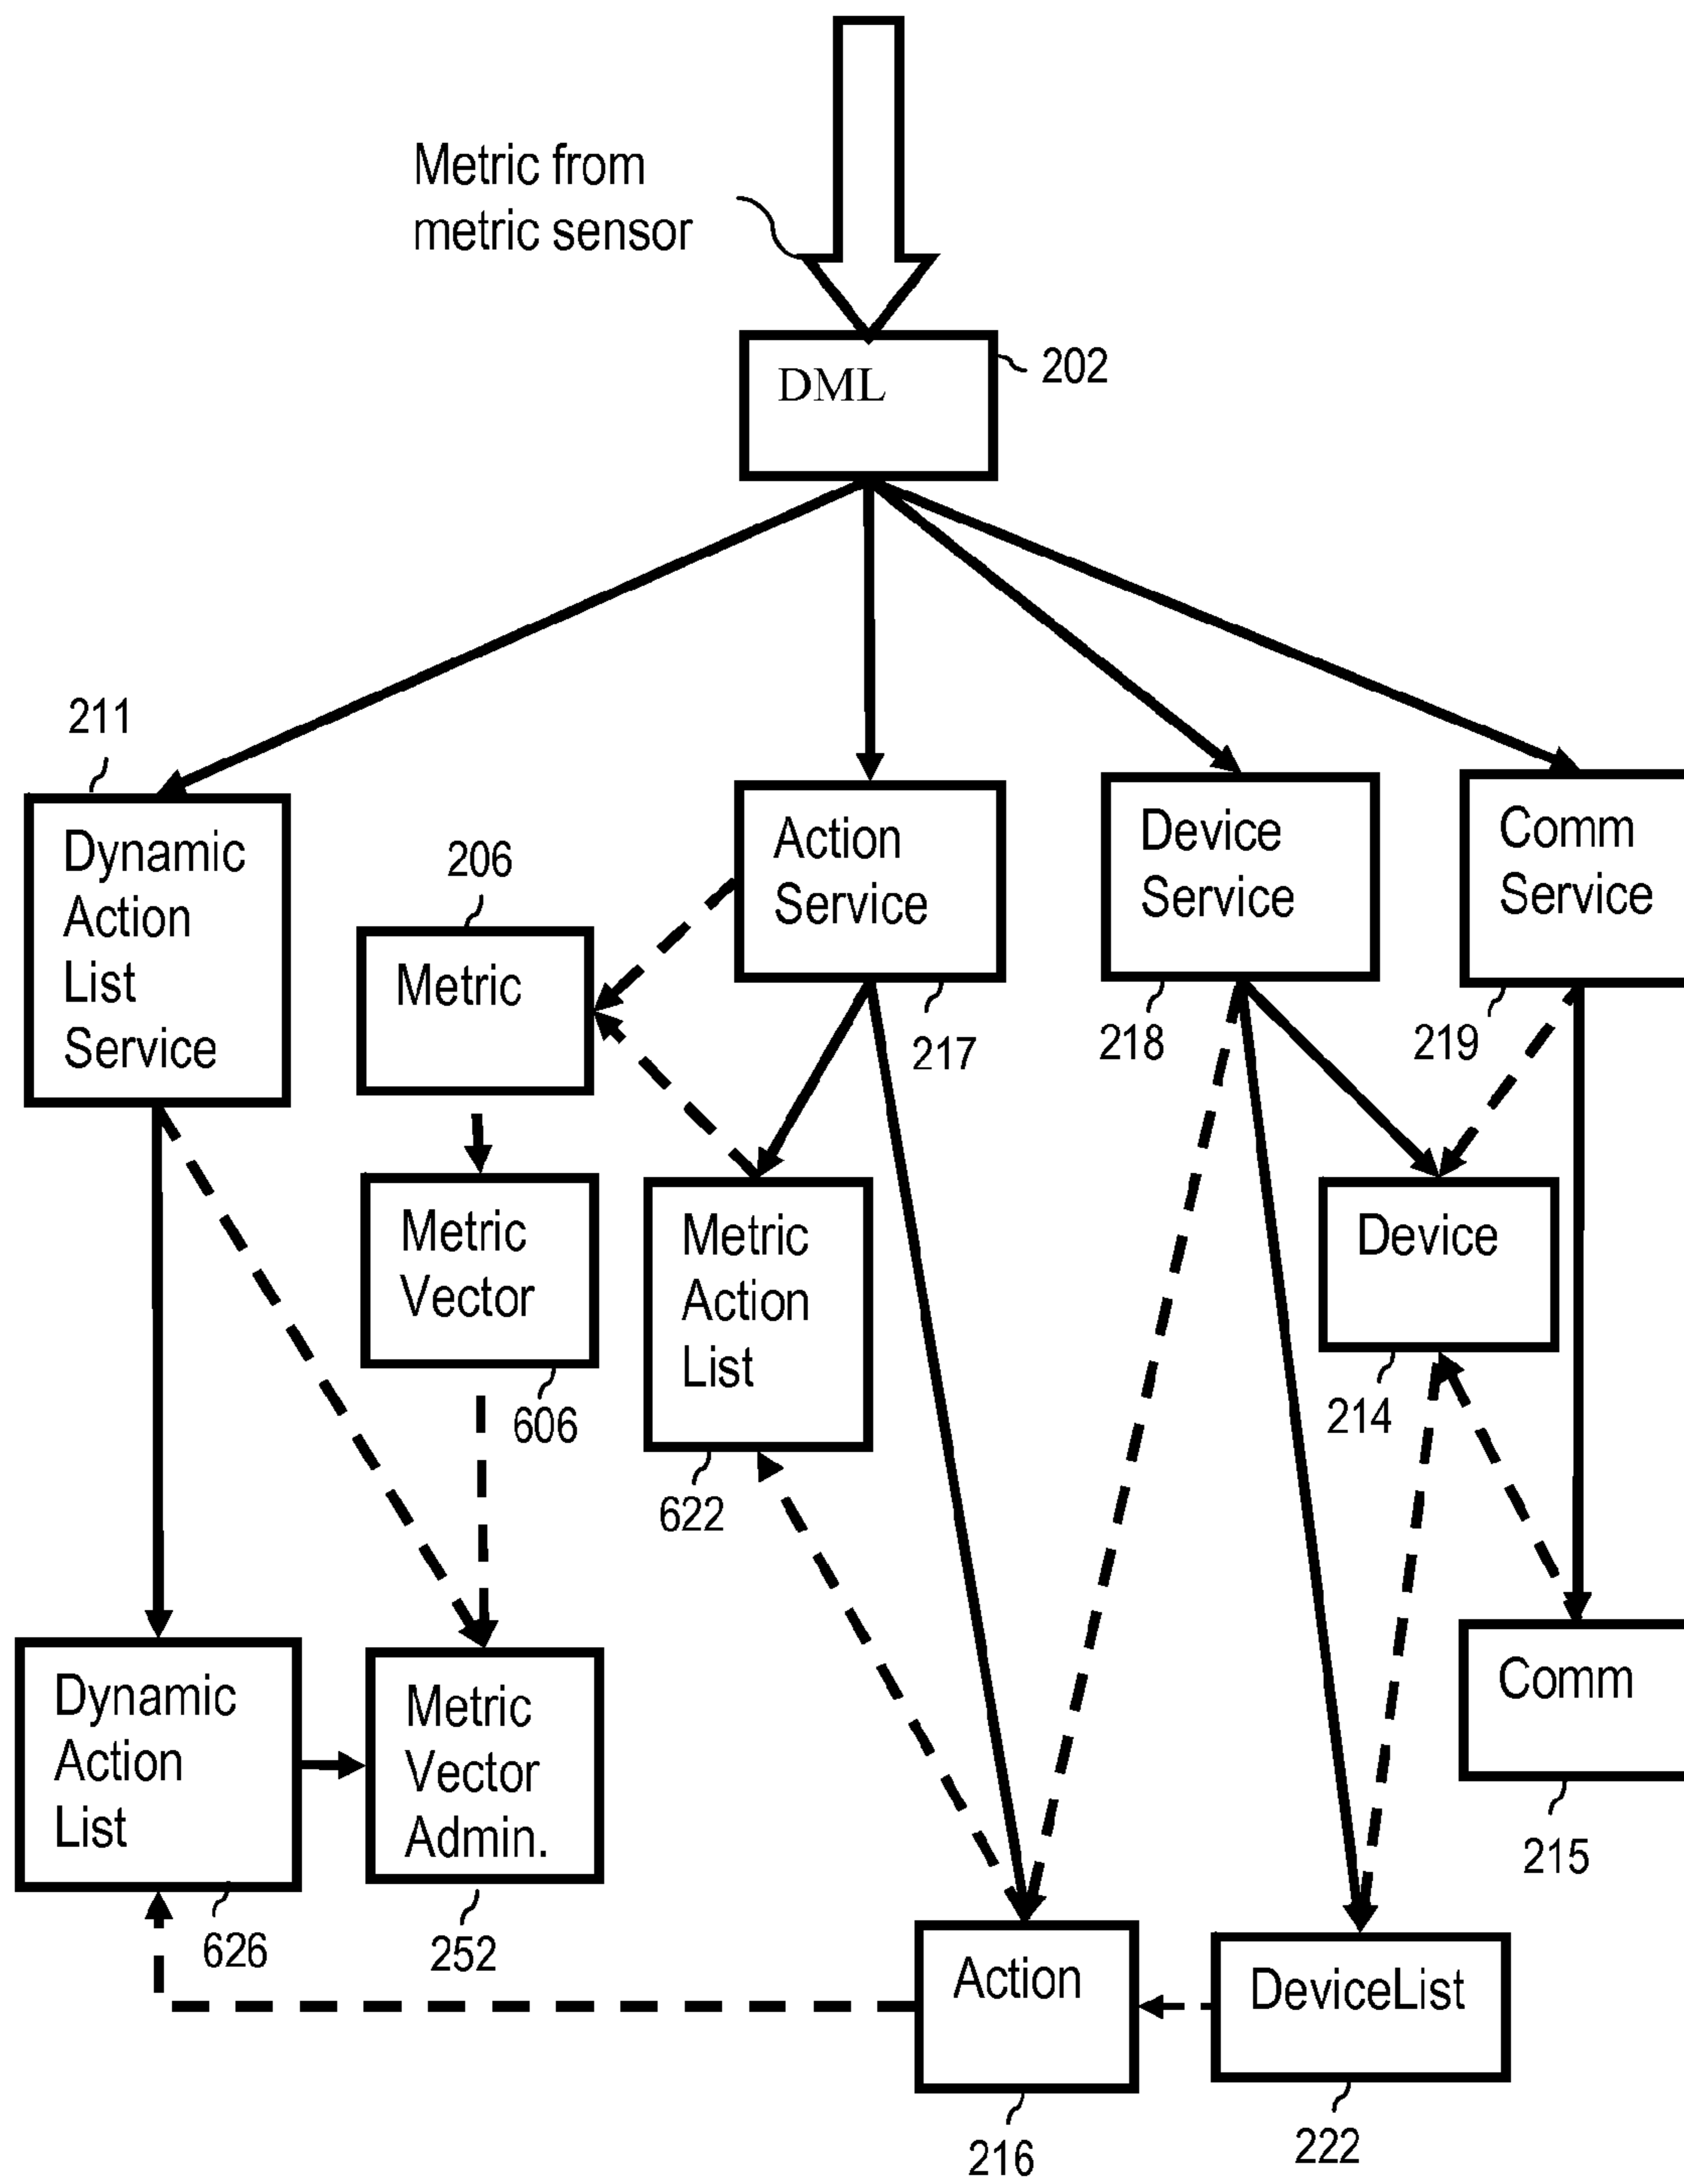 Metric from
metric sensor
DML
202
211
Dynamic
Action
List
Service
206
Metric
Action
Service
217
Device
Service
218
Comm
Service
219
Metric
Vector
606
Metric
Action
List
622
Device
214
Dynamic
Action
List
626
Metric
Vector
Admin.
252
Comm
215
Action
216
DeviceList
222